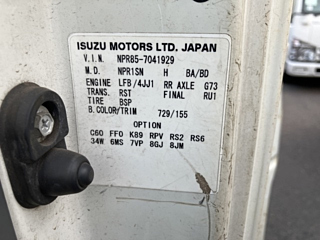 ISUZU MOTORS LTD. JAPAN
V.I.N. NPR85-7041929
M.D. NPR1SN H BA/BD
ENGINE LFB/4JJ1 RR AXLE G73
TRANS. RST FINAL RU1
TIRE BSP
B.COLOR/TRIM 729/155
OPTION
C60 FF0 K89 RPV RS2 RS6
34W 6MS 7VP 8GJ 8JM